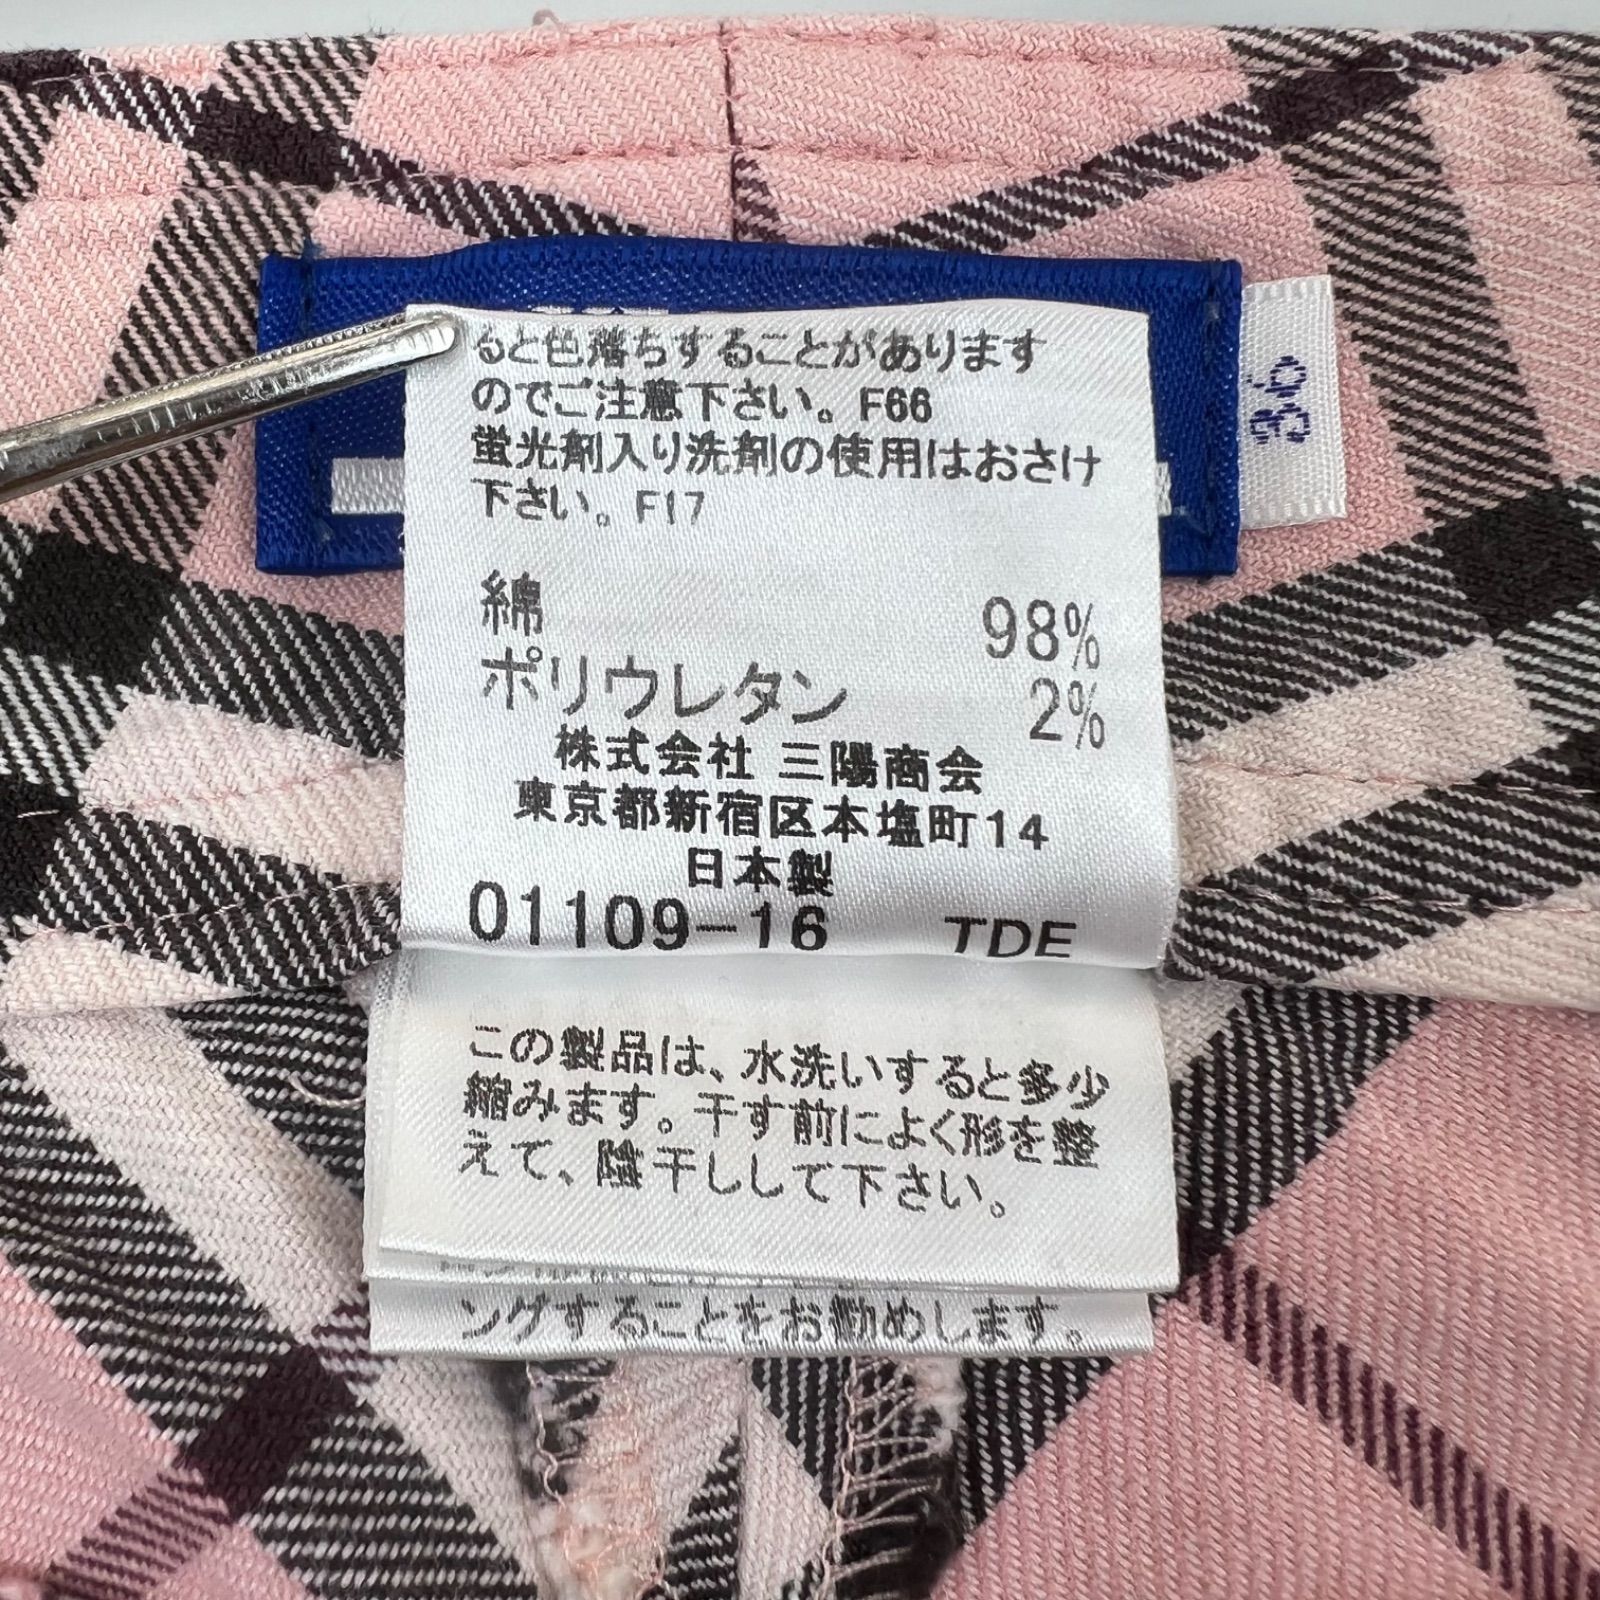 ると色落ちすることがあります
のでご注意下さい。F66
蛍光剤入り洗剤の使用はおさけ
下さい。F17
綿 98%
ポリウレタン 2%
株式会社 三陽商会
東京都新宿区本塩町14
日本製
01109-16 TDE
36
この製品は、水洗いすると多少
縮みます。干す前によく形を整
えて、陰干しして下さい。
ングすることをお勧めします。